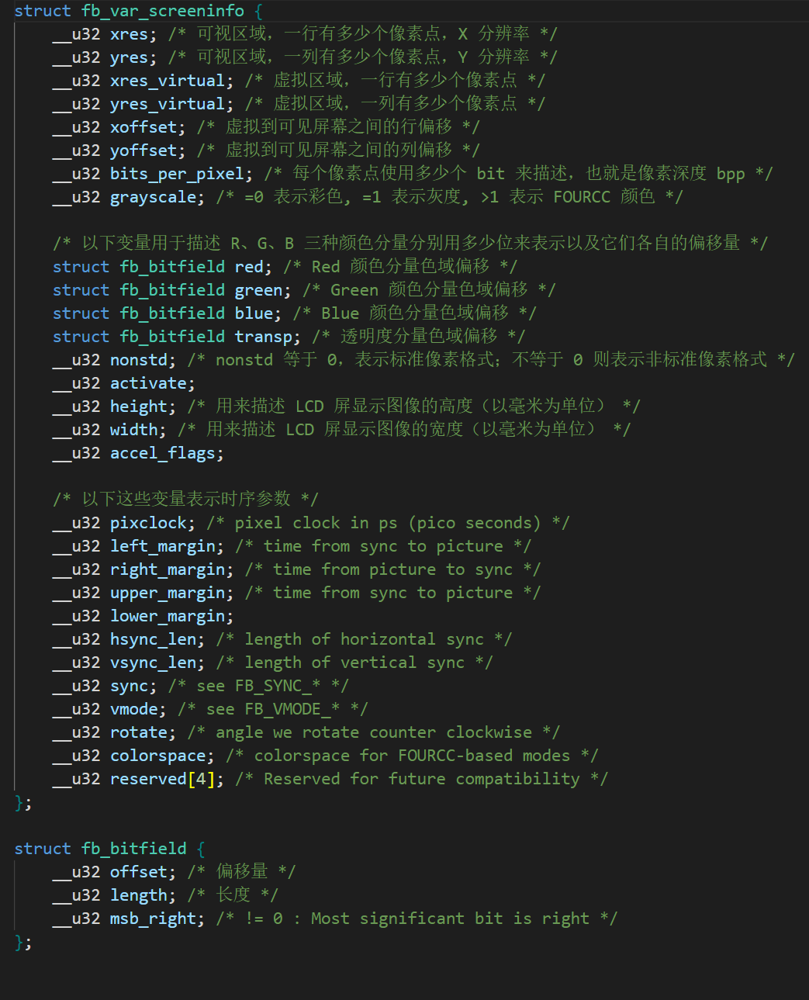 struct fb_var_screeninfo {
    __u32 xres; /* 可视区域，一行有多少个像素点，X 分辨率 */
    __u32 yres; /* 可视区域，一列有多少个像素点，Y 分辨率 */
    __u32 xres_virtual; /* 虚拟区域，一行有多少个像素点 */
    __u32 yres_virtual; /* 虚拟区域，一列有多少个像素点 */
    __u32 xoffset; /* 虚拟到可见屏幕之间的行偏移 */
    __u32 yoffset; /* 虚拟到可见屏幕之间的列偏移 */
    __u32 bits_per_pixel; /* 每个像素点使用多少个 bit 来描述，也就是像素深度 bpp */
    __u32 grayscale; /* =0 表示彩色, =1 表示灰度, >1 表示 FOURCC 颜色 */

    /* 以下变量用于描述 R、G、B 三种颜色分量分别用多少位来表示以及它们各自的偏移量 */
    struct fb_bitfield red; /* Red 颜色分量色域偏移 */
    struct fb_bitfield green; /* Green 颜色分量色域偏移 */
    struct fb_bitfield blue; /* Blue 颜色分量色域偏移 */
    struct fb_bitfield transp; /* 透明度分量色域偏移 */
    __u32 nonstd; /* nonstd 等于 0，表示标准像素格式；不等于 0 则表示非标准像素格式 */
    __u32 activate;
    __u32 height; /* 用来描述 LCD 屏显示图像的高度（以毫米为单位） */
    __u32 width; /* 用来描述 LCD 屏显示图像的宽度（以毫米为单位） */
    __u32 accel_flags;

    /* 以下这些变量表示时序参数 */
    __u32 pixclock; /* pixel clock in ps (pico seconds) */
    __u32 left_margin; /* time from sync to picture */
    __u32 right_margin; /* time from picture to sync */
    __u32 upper_margin; /* time from sync to picture */
    __u32 lower_margin;
    __u32 hsync_len; /* length of horizontal sync */
    __u32 vsync_len; /* length of vertical sync */
    __u32 sync; /* see FB_SYNC_* */
    __u32 vmode; /* see FB_VMODE_* */
    __u32 rotate; /* angle we rotate counter clockwise */
    __u32 colorspace; /* colorspace for FOURCC-based modes */
    __u32 reserved[4]; /* Reserved for future compatibility */
};

struct fb_bitfield {
    __u32 offset; /* 偏移量 */
    __u32 length; /* 长度 */
    __u32 msb_right; /* != 0 : Most significant bit is right */
};